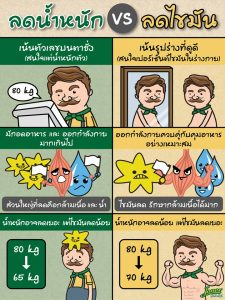 ลดน้ำหนัก VS ลดไขมัน
เน้นตัวเลขบนตาชั่ง
(สนใจแต่น้ำหนักตัว)
เน้นรูปร่างที่ดูดี
(สนใจเปอร์เซ็นต์ไขมันในร่างกาย)
80 kg
มักอดอาหาร และ ออกกำลังกาย
มากเกินไป
ออกกำลังกายควบคู่กับคุมอาหาร
อย่างเหมาะสม
ส่วนใหญ่ที่ลดคือกล้ามเนื้อ และ น้ำ
ไขมันลด รักษากล้ามเนื้อได้มาก
น้ำหนักอาจลดเยอะ แต่ไขมันลดน้อย
น้ำหนักอาจลดน้อย แต่ไขมันลดเยอะ
80 kg
65 kg
80 kg
70 kg